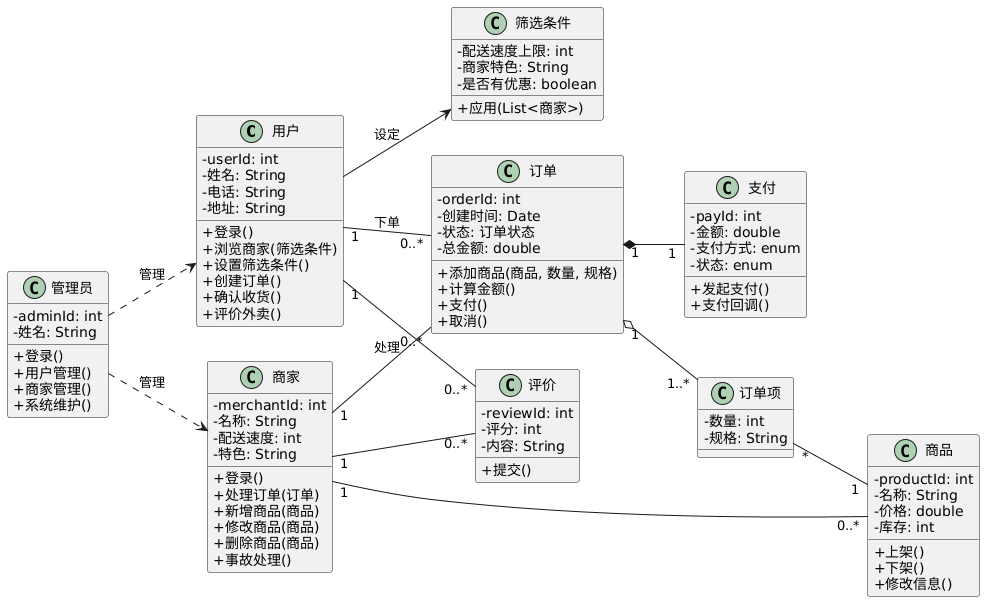 C 筛选条件
-配送速度上限: int
-商家特色: String
-是否有优惠: boolean
+应用(List<商家>)
C 用户
-userId: int
-姓名: String
-电话: String
-地址: String
+登录()
+浏览商家(筛选条件)
+设置筛选条件()
+创建订单()
+确认收货()
+评价外卖()
设定
下单
1
0..*
1
0..*
C 订单
-orderId: int
-创建时间: Date
-状态: 订单状态
-总金额: double
+添加商品(商品, 数量, 规格)
+计算金额()
+支付()
+取消()
1
1
C 支付
-payId: int
-金额: double
-支付方式: enum
-状态: enum
+发起支付()
+支付回调()
C 管理员
-adminId: int
-姓名: String
+登录()
+用户管理()
+商家管理()
+系统维护()
管理
管理
C 商家
-merchantId: int
-名称: String
-配送速度: int
-特色: String
+登录()
+处理订单(订单)
+新增商品(商品)
+修改商品(商品)
+删除商品(商品)
+事故处理()
处理
1
0..*
1
0..*
1
0..*
C 评价
-reviewId: int
-评分: int
-内容: String
+提交()
1
1..*
C 订单项
-数量: int
-规格: String
*
1
C 商品
-productId: int
-名称: String
-价格: double
-库存: int
+上架()
+下架()
+修改信息()